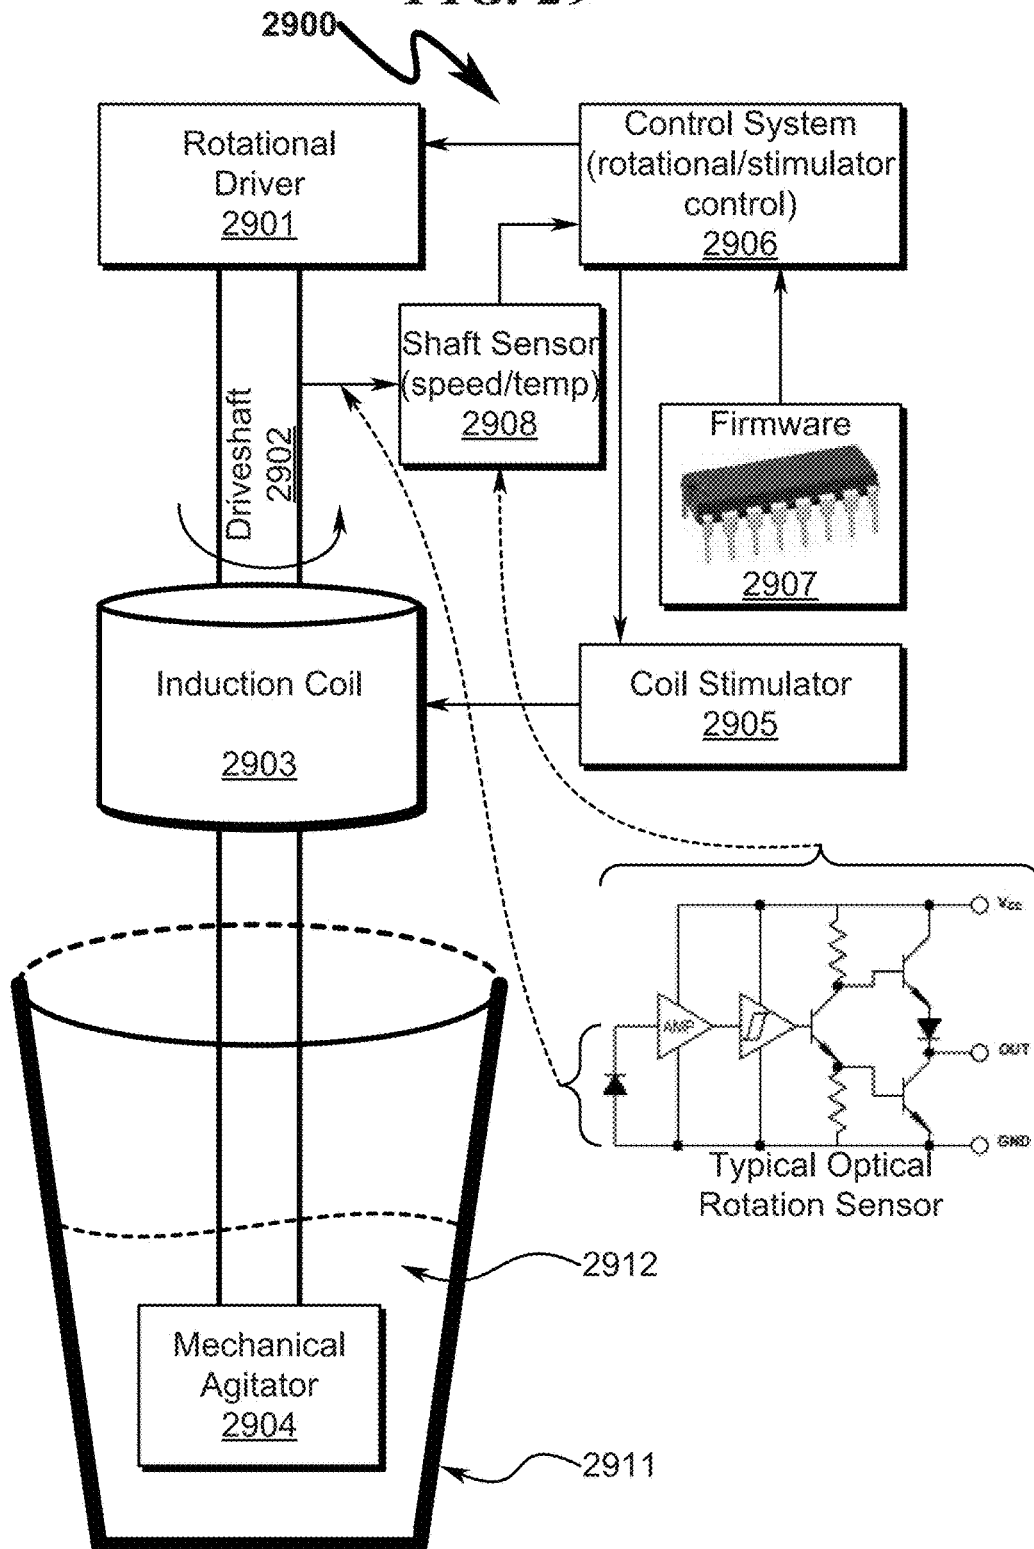 2900
Rotational
Driver
2901
Control System
(rotational/stimulator
control)
2906
Shaft Sensor
(speed/temp)
2908
Driveshaft
2902
Firmware
2907
Induction Coil
2903
Coil Stimulator
2905
Vcc
AMP
OUT
GND
Typical Optical
Rotation Sensor
2912
Mechanical
Agitator
2904
2911